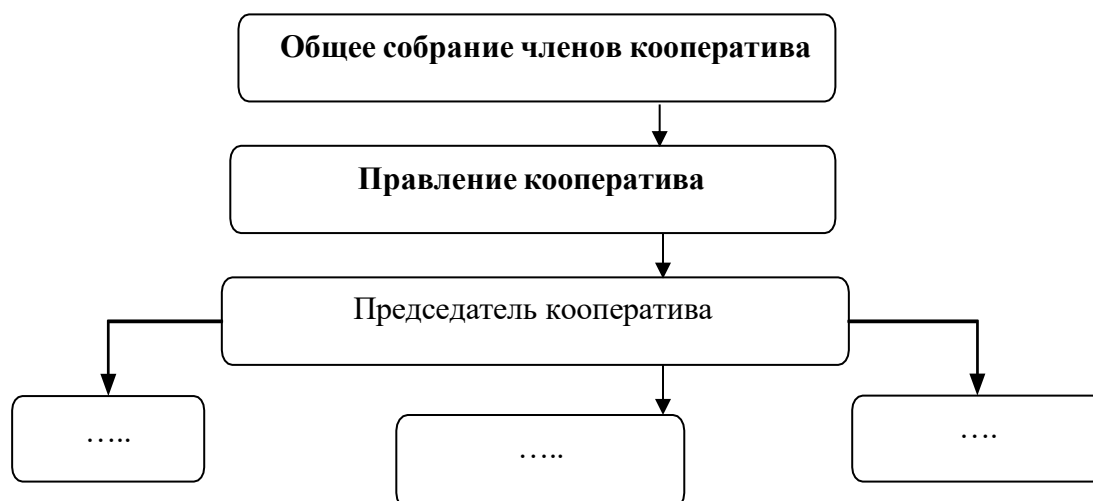 Общее собрание членов кооператива
Правление кооператива
Председатель кооператива
…..
…..
….